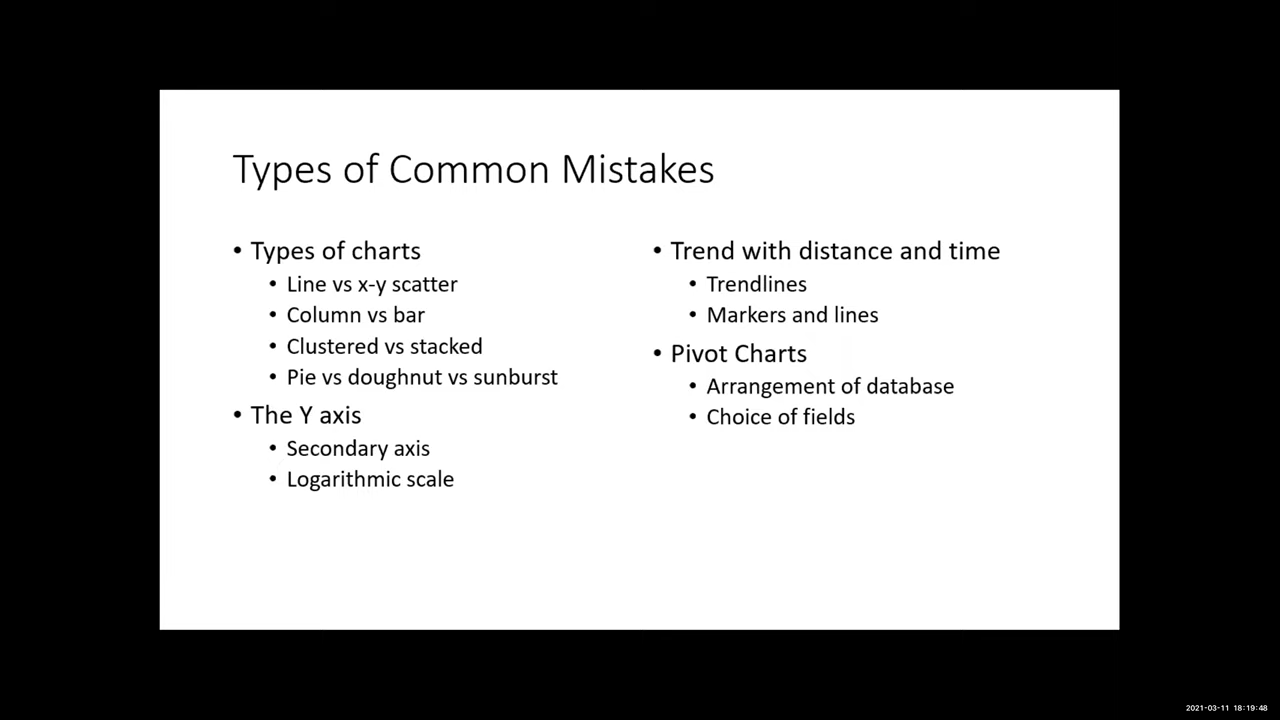 Types of Common Mistakes
• Types of charts
• Line vs x-y scatter
• Column vs bar
• Clustered vs stacked
• Pie vs doughnut vs sunburst
• The Y axis
• Secondary axis
• Logarithmic scale
• Trend with distance and time
• Trendlines
• Markers and lines
• Pivot Charts
• Arrangement of database
• Choice of fields
2021-03-11 18:19:48